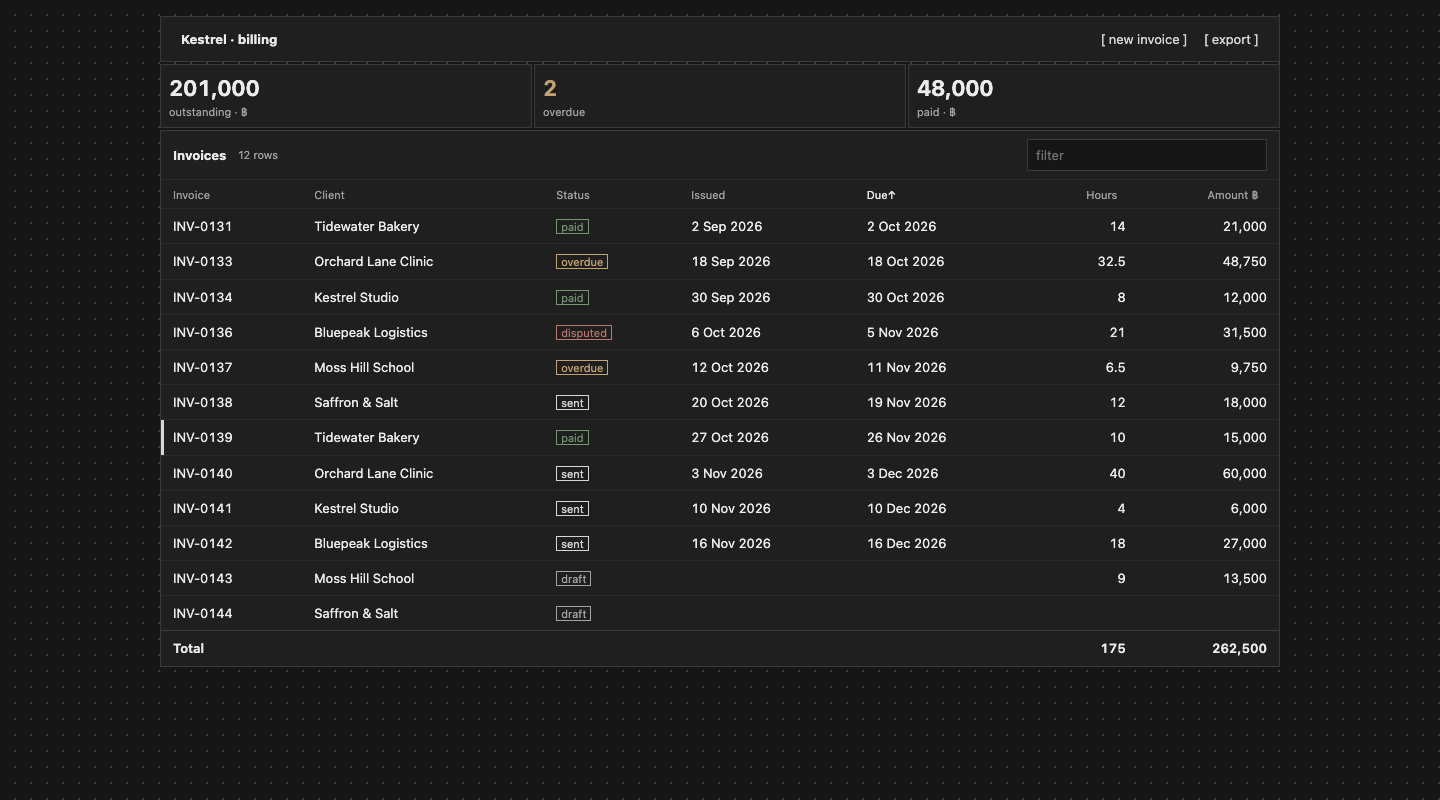 Kestrel · billing [ new invoice ] [ export ]
201,000 2 48,000
outstanding · ฿ overdue paid · ฿
Invoices 12 rows filter
Invoice Client Status Issued Due↑ Hours Amount ฿
INV-0131 Tidewater Bakery paid 2 Sep 2026 2 Oct 2026 14 21,000
INV-0133 Orchard Lane Clinic overdue 18 Sep 2026 18 Oct 2026 32.5 48,750
INV-0134 Kestrel Studio paid 30 Sep 2026 30 Oct 2026 8 12,000
INV-0136 Bluepeak Logistics disputed 6 Oct 2026 5 Nov 2026 21 31,500
INV-0137 Moss Hill School overdue 12 Oct 2026 11 Nov 2026 6.5 9,750
INV-0138 Saffron & Salt sent 20 Oct 2026 19 Nov 2026 12 18,000
INV-0139 Tidewater Bakery paid 27 Oct 2026 26 Nov 2026 10 15,000
INV-0140 Orchard Lane Clinic sent 3 Nov 2026 3 Dec 2026 40 60,000
INV-0141 Kestrel Studio sent 10 Nov 2026 10 Dec 2026 4 6,000
INV-0142 Bluepeak Logistics sent 16 Nov 2026 16 Dec 2026 18 27,000
INV-0143 Moss Hill School draft 9 13,500
INV-0144 Saffron & Salt draft
Total 175 262,500